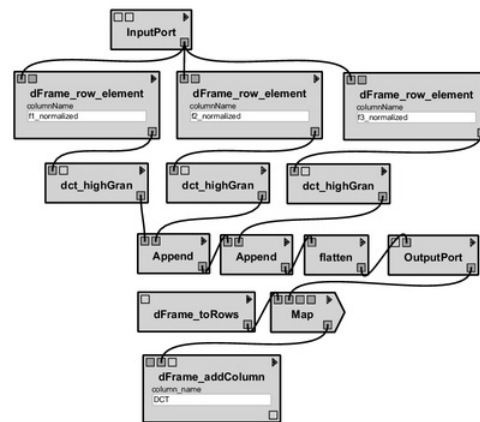 InputPort
dFrame_row_element dFrame_row_element dFrame_row_element
columnName columnName columnName
f1_normalized f2_normalized f3_normalized
dct_highGran dct_highGran dct_highGran
Append Append flatten OutputPort
dFrame_toRows Map
dFrame_addColumn
column_name
DCT